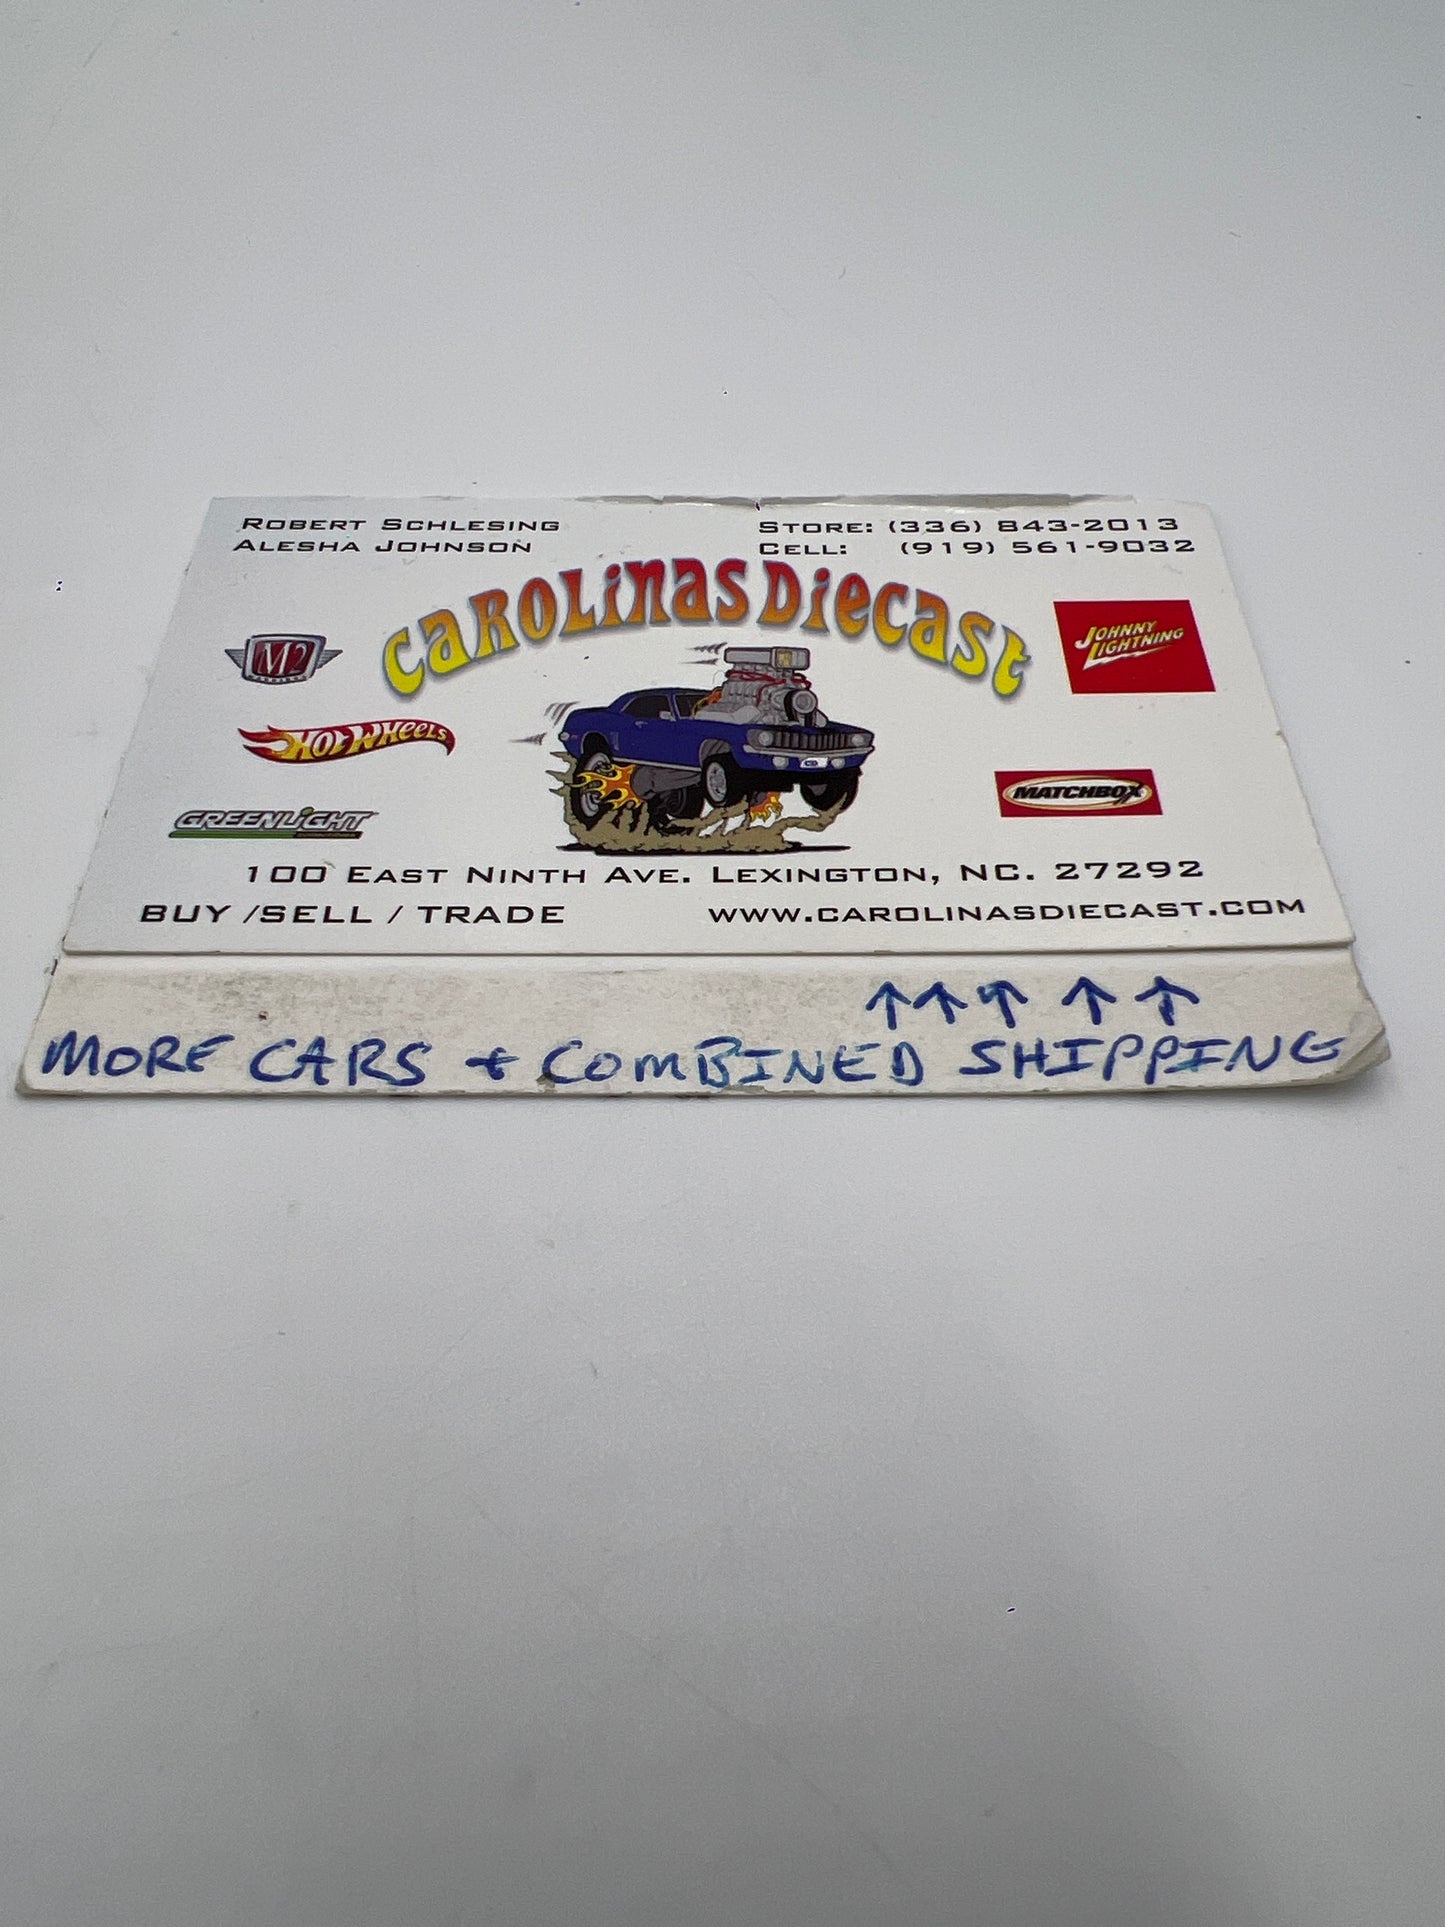 ROBERT SCHLESING
ALESHA JOHNSON
STORE: (336) 843-2013
CELL: (919) 561-9032
CAROLINAS DIECAST
M2
JOHNNY
LIGHTNING
HOT WHEELS
MATCHBOX
GREENLIGHT
100 EAST NINTH AVE. LEXINGTON, NC. 27292
BUY /SELL / TRADE
WWW.CAROLINASDIECAST.COM
↑ ↑ ↑ ↑ ↑
MORE CARS + COMBINED SHIPPING